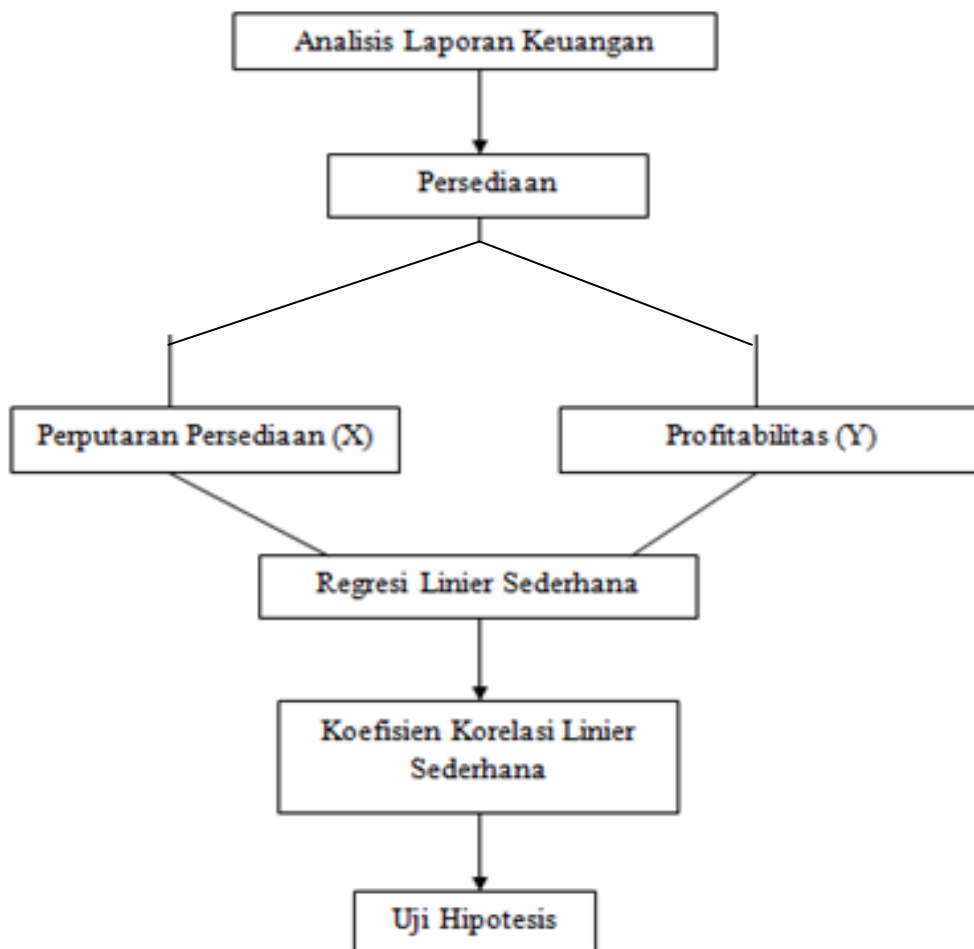 Analisis Laporan Keuangan
Persediaan
Perputaran Persediaan (X)
Profitabilitas (Y)
Regresi Linier Sederhana
Koefisien Korelasi Linier
Sederhana
Uji Hipotesis